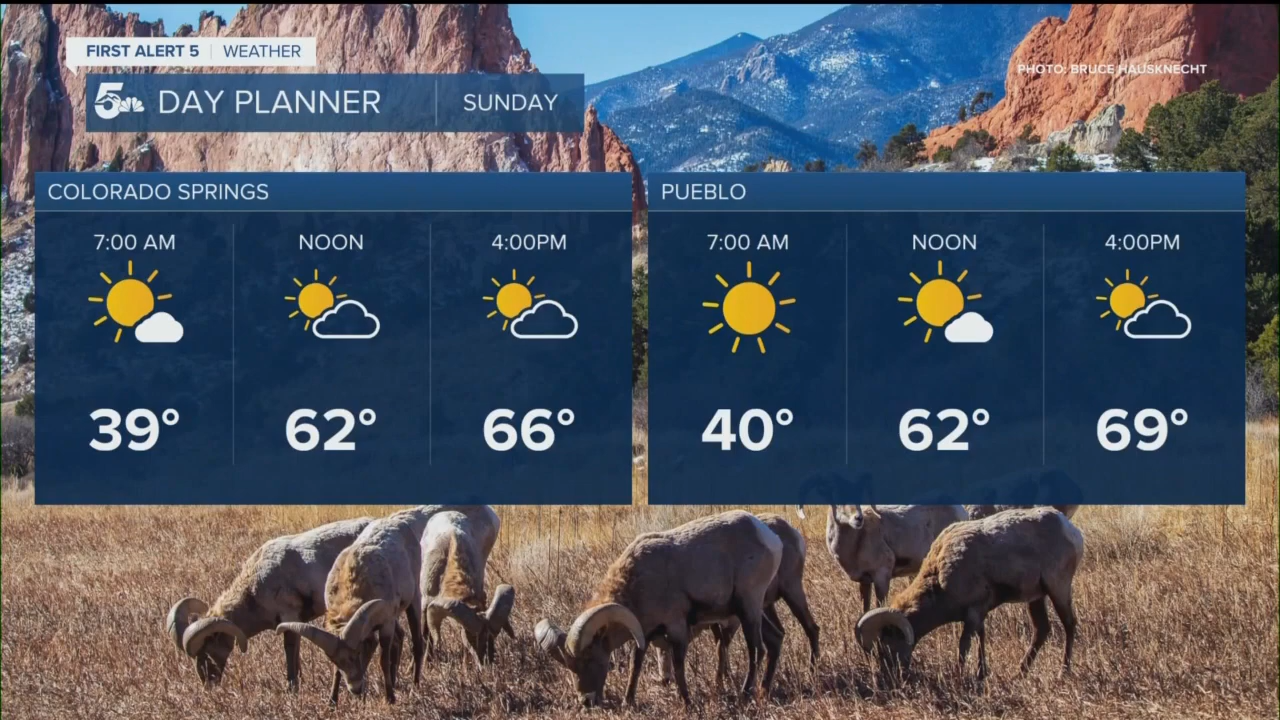 FIRST ALERT 5 | WEATHER
PHOTO: BRUCE HAUSKNECHT
5 DAY PLANNER SUNDAY
COLORADO SPRINGS
7:00 AM NOON 4:00PM
39° 62° 66°
PUEBLO
7:00 AM NOON 4:00PM
40° 62° 69°